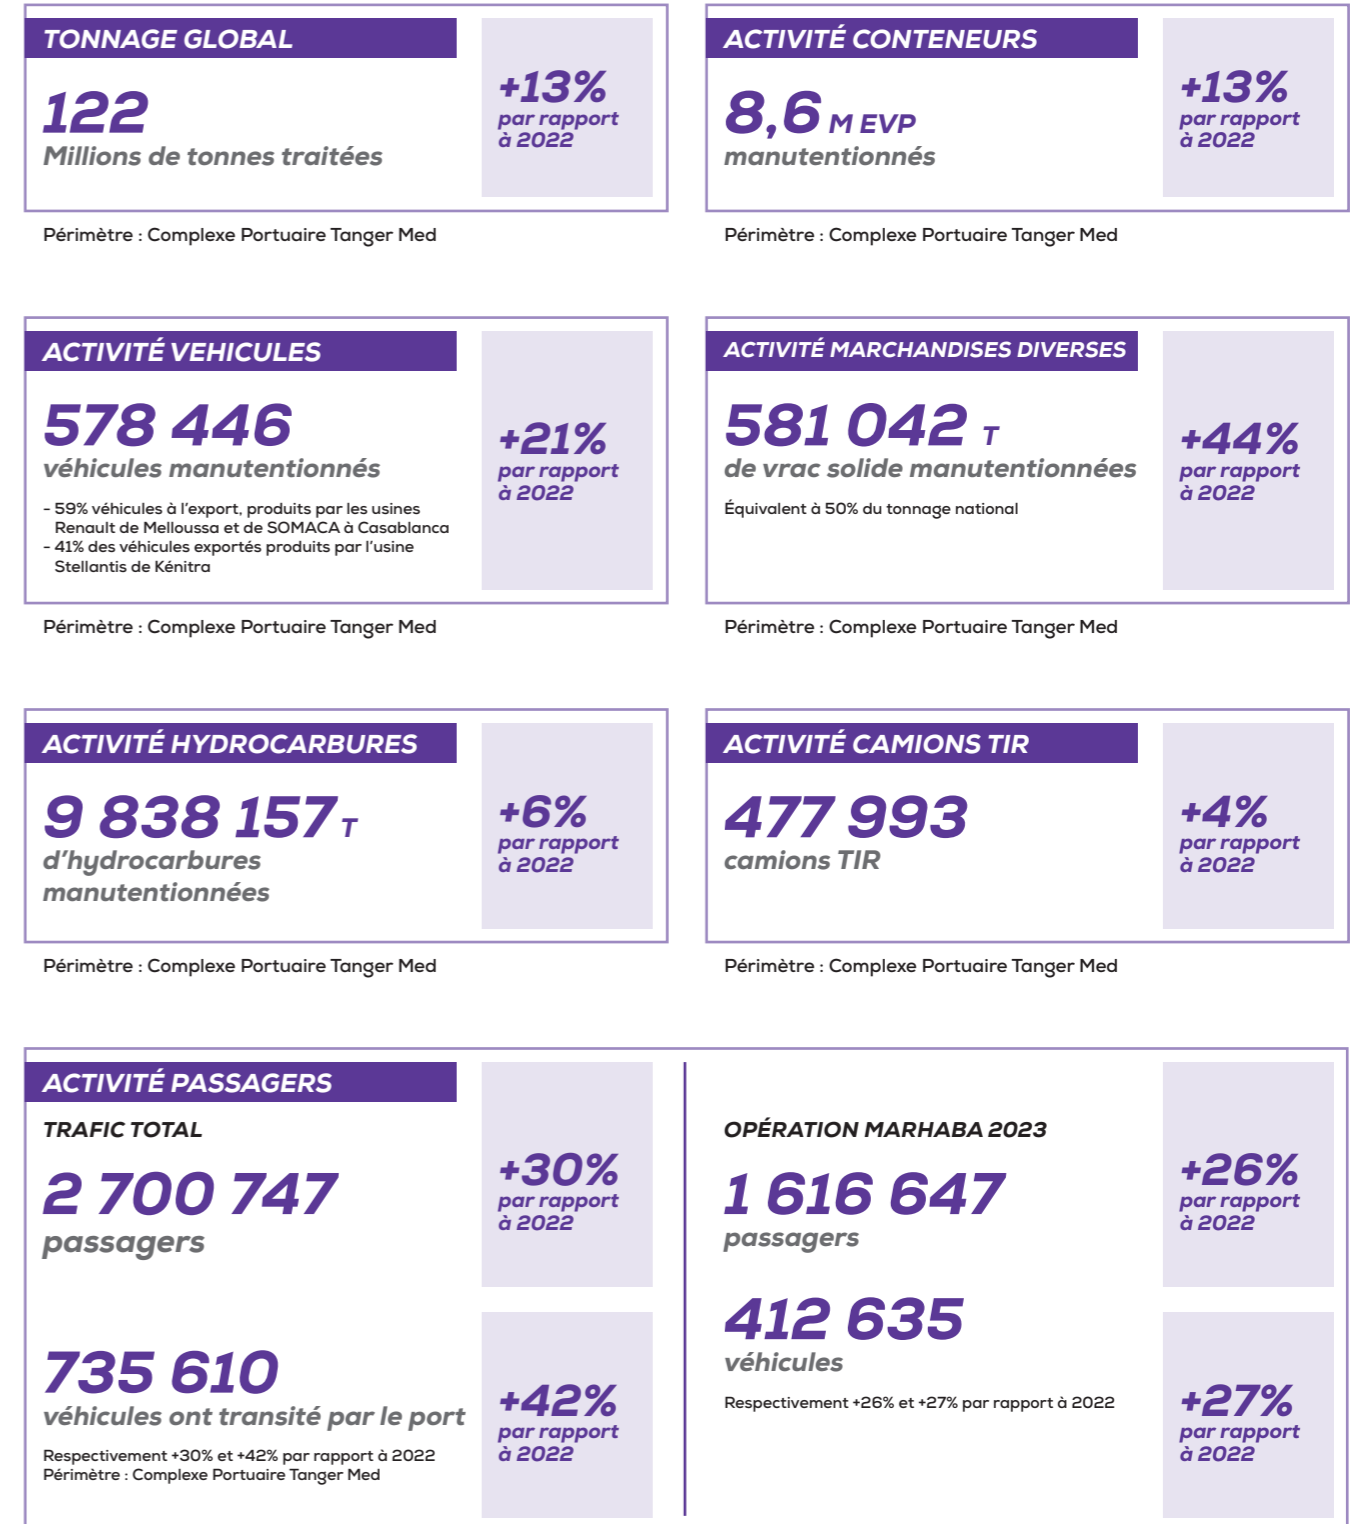 TONNAGE GLOBAL
122
Millions de tonnes traitées
+13%
par rapport
à 2022
Périmètre : Complexe Portuaire Tanger Med
ACTIVITÉ CONTENEURS
8,6 M EVP
manutentionnés
+13%
par rapport
à 2022
Périmètre : Complexe Portuaire Tanger Med
ACTIVITÉ VEHICULES
578 446
véhicules manutentionnés
- 59% véhicules à l'export, produits par les usines
Renault de Melloussa et de SOMACA à Casablanca
- 41% des véhicules exportés produits par l'usine
Stellantis de Kénitra
+21%
par rapport
à 2022
Périmètre : Complexe Portuaire Tanger Med
ACTIVITÉ MARCHANDISES DIVERSES
581 042 T
de vrac solide manutentionnées
Équivalent à 50% du tonnage national
+44%
par rapport
à 2022
Périmètre : Complexe Portuaire Tanger Med
ACTIVITÉ HYDROCARBURES
9 838 157 T
d'hydrocarbures
manutentionnées
+6%
par rapport
à 2022
Périmètre : Complexe Portuaire Tanger Med
ACTIVITÉ CAMIONS TIR
477 993
camions TIR
+4%
par rapport
à 2022
Périmètre : Complexe Portuaire Tanger Med
ACTIVITÉ PASSAGERS
TRAFIC TOTAL
2 700 747
passagers
+30%
par rapport
à 2022
735 610
véhicules ont transité par le port
Respectivement +30% et +42% par rapport à 2022
Périmètre : Complexe Portuaire Tanger Med
+42%
par rapport
à 2022
OPÉRATION MARHABA 2023
1 616 647
passagers
+26%
par rapport
à 2022
412 635
véhicules
Respectivement +26% et +27% par rapport à 2022
+27%
par rapport
à 2022